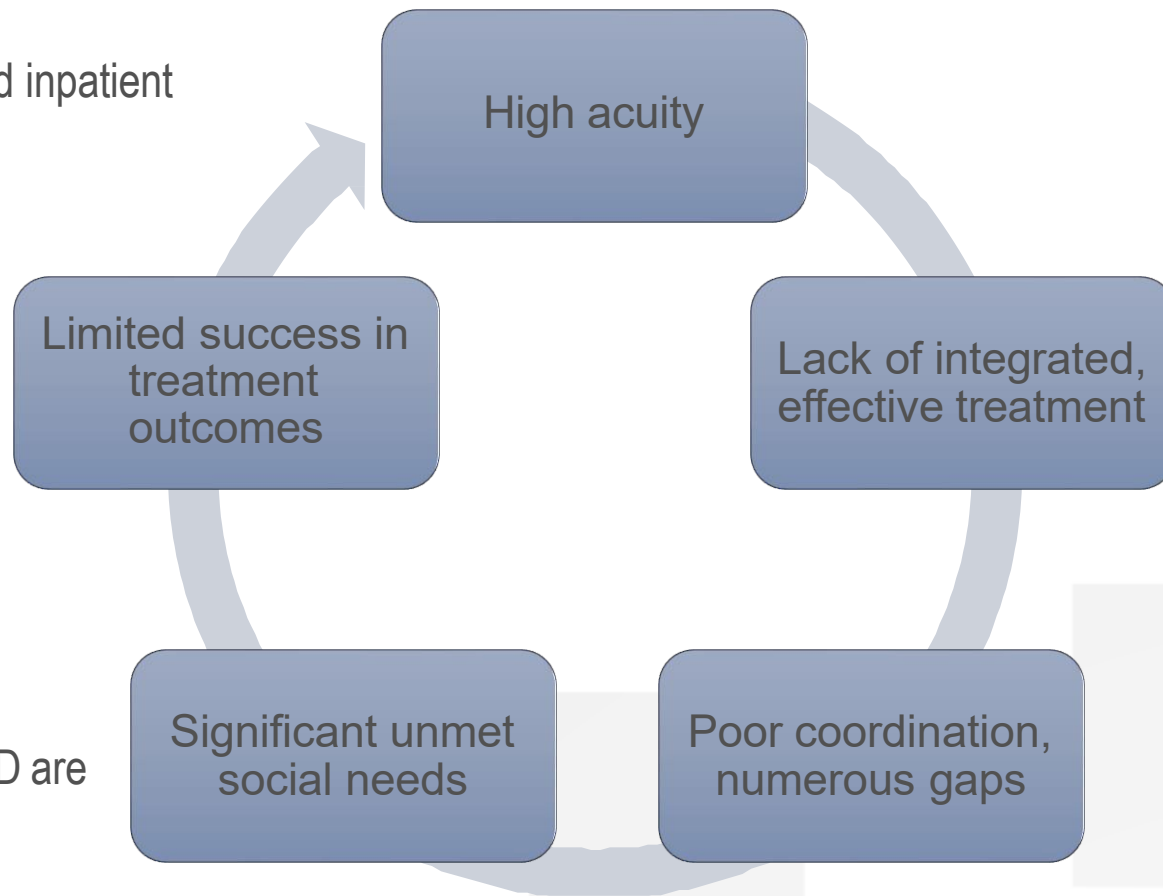 d inpatient
High acuity
Limited success in
treatment
outcomes
Lack of integrated,
effective treatment
Significant unmet
social needs
Poor coordination,
numerous gaps
D are